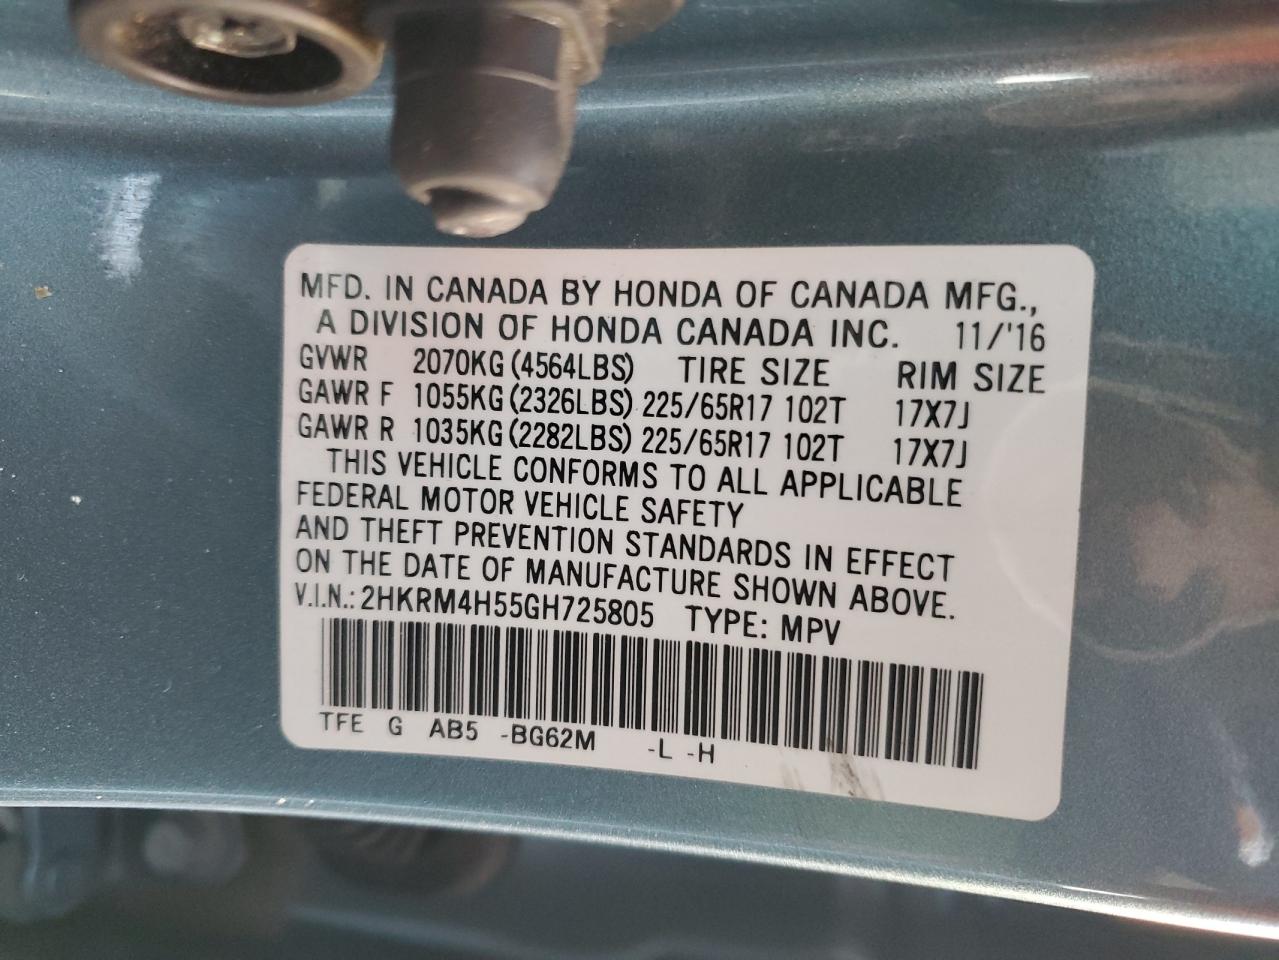 MFD. IN CANADA BY HONDA OF CANADA MFG.,
A DIVISION OF HONDA CANADA INC. 11/'16
GVWR 2070KG (4564LBS) TIRE SIZE RIM SIZE
GAWR F 1055KG (2326LBS) 225/65R17 102T 17X7J
GAWR R 1035KG (2282LBS) 225/65R17 102T 17X7J
THIS VEHICLE CONFORMS TO ALL APPLICABLE
FEDERAL MOTOR VEHICLE SAFETY
AND THEFT PREVENTION STANDARDS IN EFFECT
ON THE DATE OF MANUFACTURE SHOWN ABOVE.
V.I.N.: 2HKRM4H55GH725805 TYPE: MPV
TFE G AB5 -BG62M -L -H